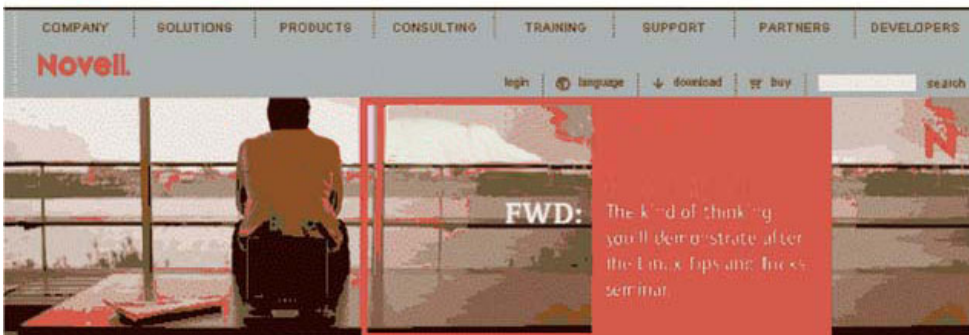 COMPANY SOLUTIONS PRODUCTS CONSULTING TRAINING SUPPORT PARTNERS DEVELOPERS
Novell.
login language download buy search
N
FWD: The kind of thinking
you'll demonstrate after
the Linux Tips and Tricks
seminar.